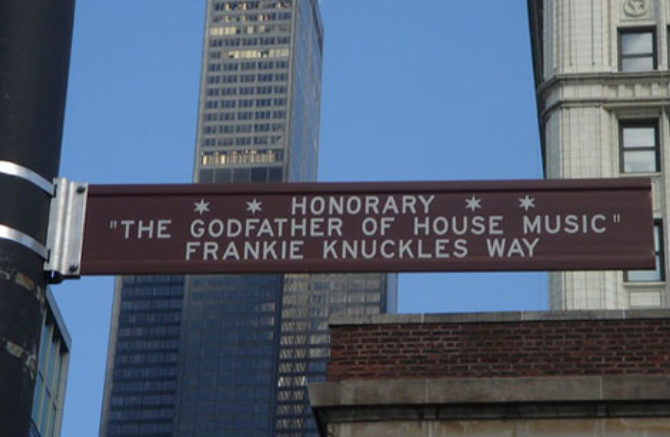 * * HONORARY * *
"THE GODFATHER OF HOUSE MUSIC"
FRANKIE KNUCKLES WAY